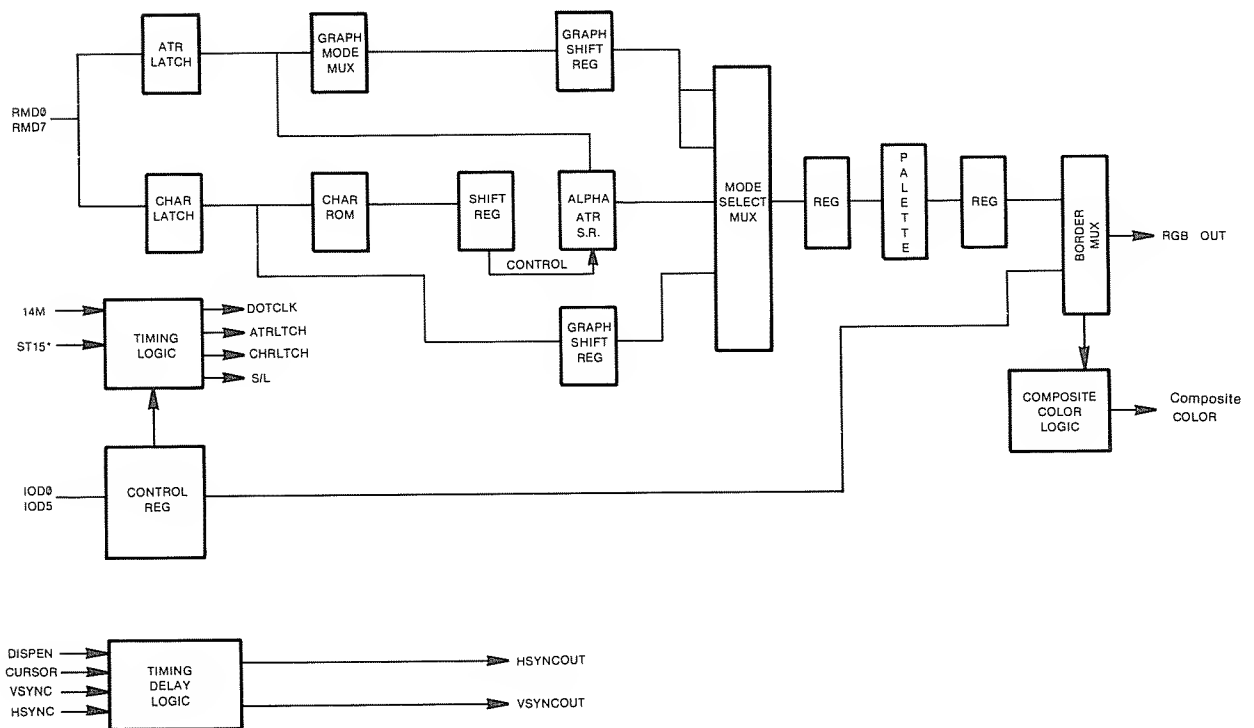 ATR
LATCH
GRAPH
MODE
MUX
GRAPH
SHIFT
REG
RMD0
RMD7
CHAR
LATCH
CHAR
ROM
SHIFT
REG
ALPHA
ATR
S.R.
CONTROL
GRAPH
SHIFT
REG
MODE
SELECT
MUX
REG
PALETTE
REG
BORDER
MUX
RGB OUT
COMPOSITE
COLOR
LOGIC
Composite
COLOR
14M
ST15*
TIMING
LOGIC
DOTCLK
ATRLTCH
CHRLTCH
S/L
IOD0
IOD5
CONTROL
REG
DISPEN
CURSOR
VSYNC
HSYNC
TIMING
DELAY
LOGIC
HSYNCOUT
VSYNCOUT